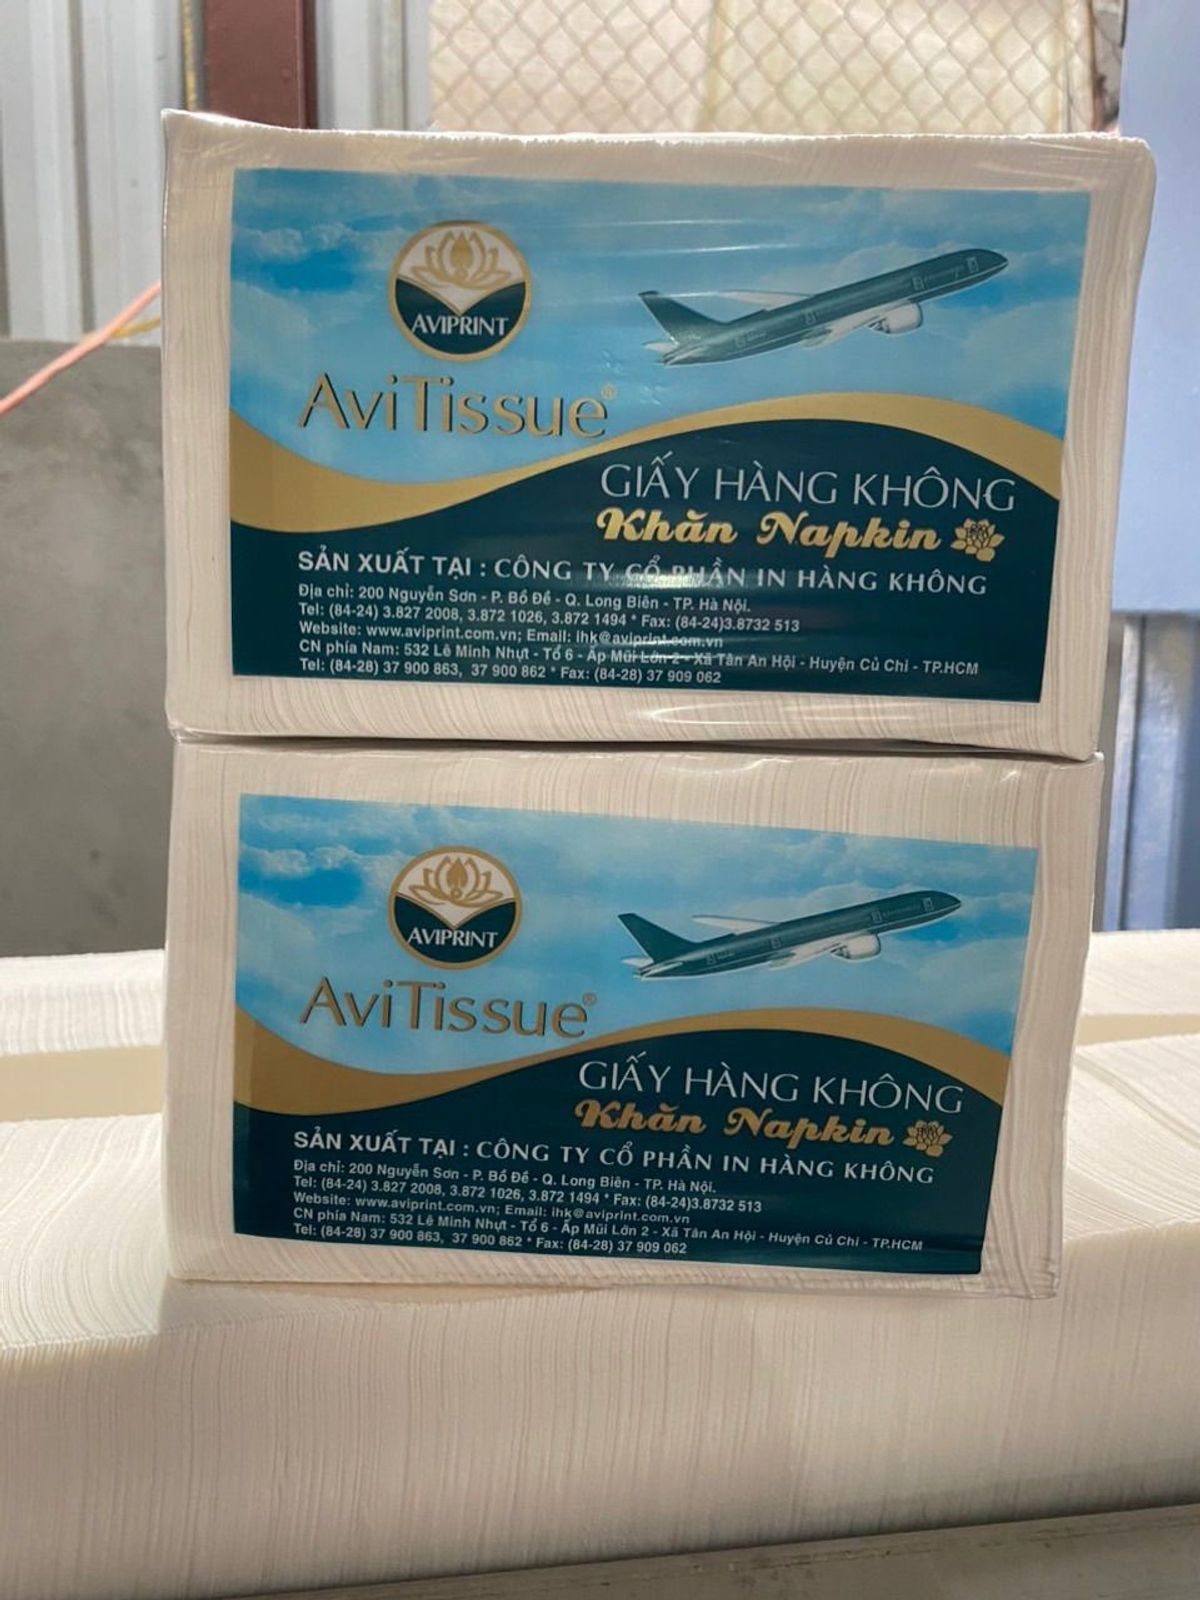 AVIPRINT
AviTissue®
GIẤY HÀNG KHÔNG
Khăn Napkin
SẢN XUẤT TẠI : CÔNG TY CỔ PHẦN IN HÀNG KHÔNG
Địa chỉ: 200 Nguyễn Sơn - P. Bồ Đề - Q. Long Biên - TP. Hà Nội.
Tel: (84-24) 3.827 2008, 3.872 1026, 3.872 1494 * Fax: (84-24)3.8732 513
Website: www.aviprint.com.vn; Email: ihk@aviprint.com.vn
CN phía Nam: 532 Lê Minh Nhựt - Tổ 6 - Ấp Mũi Lớn 2 - Xã Tân An Hội - Huyện Củ Chi - TP.HCM
Tel: (84-28) 37 900 863, 37 900 862 * Fax: (84-28) 37 909 062
AVIPRINT
AviTissue®
GIẤY HÀNG KHÔNG
Khăn Napkin
SẢN XUẤT TẠI : CÔNG TY CỔ PHẦN IN HÀNG KHÔNG
Địa chỉ: 200 Nguyễn Sơn - P. Bồ Đề - Q. Long Biên - TP. Hà Nội.
Tel: (84-24) 3.827 2008, 3.872 1026, 3.872 1494 * Fax: (84-24)3.8732 513
Website: www.aviprint.com.vn; Email: ihk@aviprint.com.vn
CN phía Nam: 532 Lê Minh Nhựt - Tổ 6 - Ấp Mũi Lớn 2 - Xã Tân An Hội - Huyện Củ Chi - TP.HCM
Tel: (84-28) 37 900 863, 37 900 862 * Fax: (84-28) 37 909 062